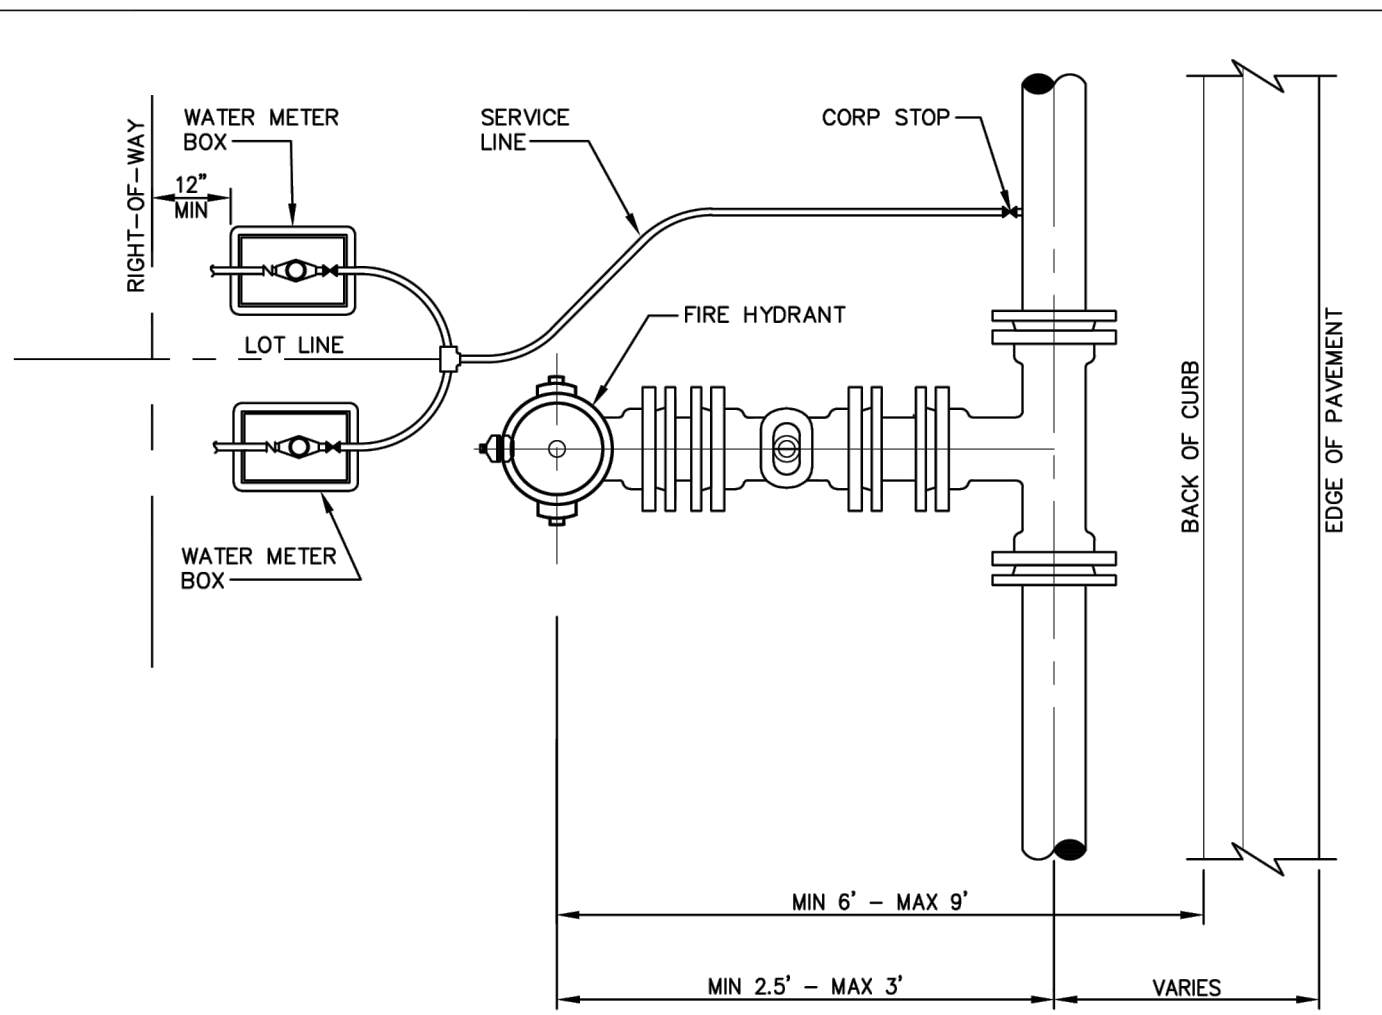 WATER METER
BOX
SERVICE
LINE
CORP STOP
RIGHT-OF-WAY
12"
MIN
FIRE HYDRANT
LOT LINE
BACK OF CURB
EDGE OF PAVEMENT
WATER METER
BOX
MIN 6' - MAX 9'
MIN 2.5' - MAX 3'
VARIES